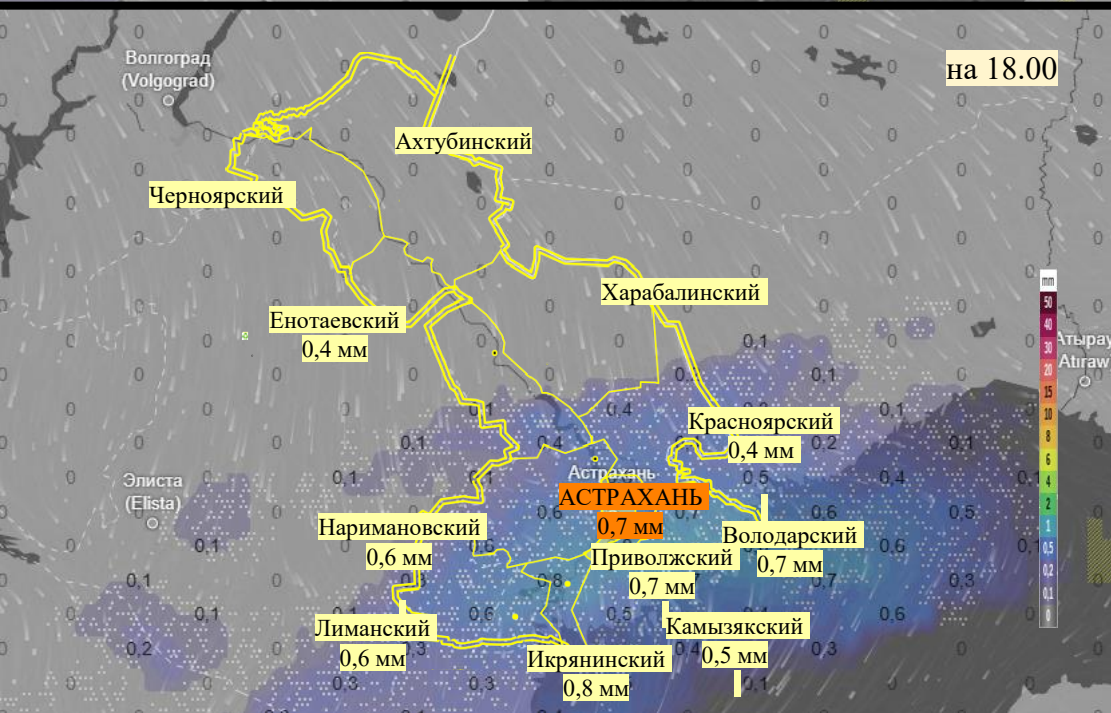 Волгоград
(Volgograd)
на 18.00
Ахтубинский
Черноярский
Харабалинский
Енотаевский
0,4 мм
mm
50
40
30
20
15
10
8
6
4
2
1
0,5
0,2
0,1
0
Атырау
Atiraw
Красноярский
0,4 мм
Элиста
(Elista)
Астрахань
АСТРАХАНЬ
0,7 мм
Наримановский
0,6 мм
Володарский
0,7 мм
Приволжский
0,7 мм
Лиманский
0,6 мм
Камызякский
0,5 мм
Икрянинский
0,8 мм